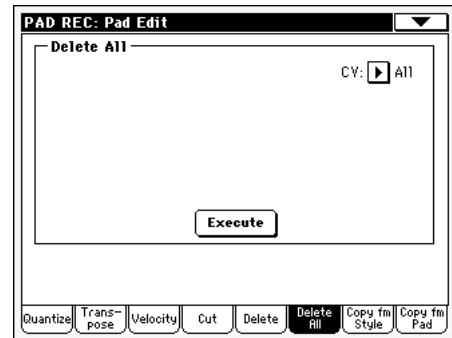 PAD REC: Pad Edit
Delete All
CV: All
Execute
Quantize Trans-pose Velocity Cut Delete Delete All Copy fm Style Copy fm Pad